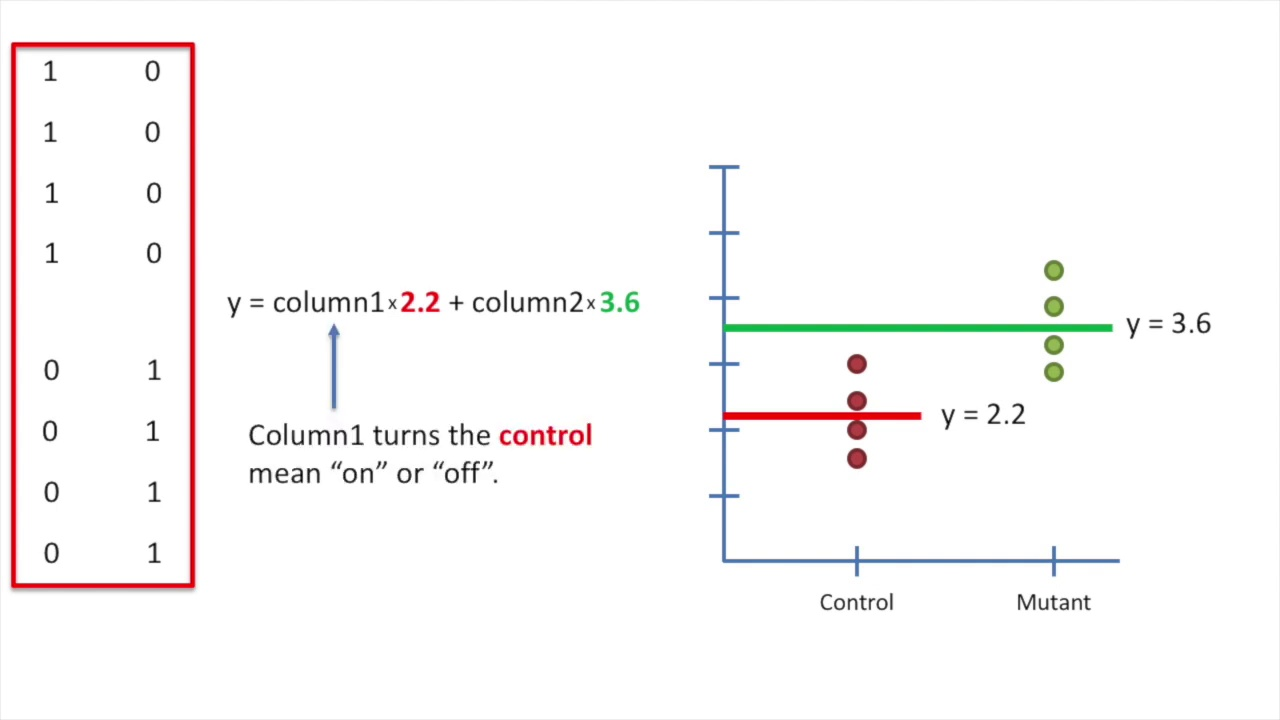 1 0
1 0
1 0
1 0
y = column1×2.2 + column2×3.6
0 1
0 1
0 1
0 1
Column1 turns the control
mean “on” or “off”.
y = 3.6
y = 2.2
Control Mutant